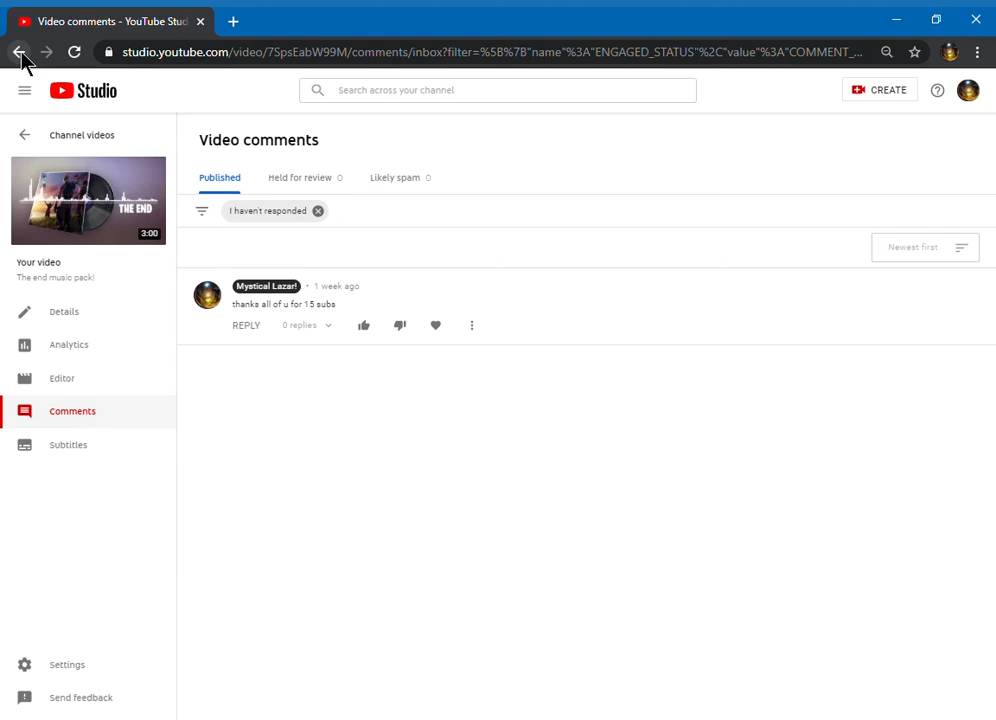 Video comments - YouTube Stud
studio.youtube.com/video/7SpsEabW99M/comments/inbox?filter=%5B%7B"name"%3A"ENGAGED_STATUS"%2C"value"%3A"COMMENT_...
Studio
Search across your channel
CREATE
Channel videos
THE END
3:00
Your video
The end music pack!
Details
Analytics
Editor
Comments
Subtitles
Settings
Send feedback
Video comments
Published
Held for review 0
Likely spam 0
I haven't responded
Newest first
Mystical Lazar! · 1 week ago
thanks all of u for 15 subs
REPLY 0 replies